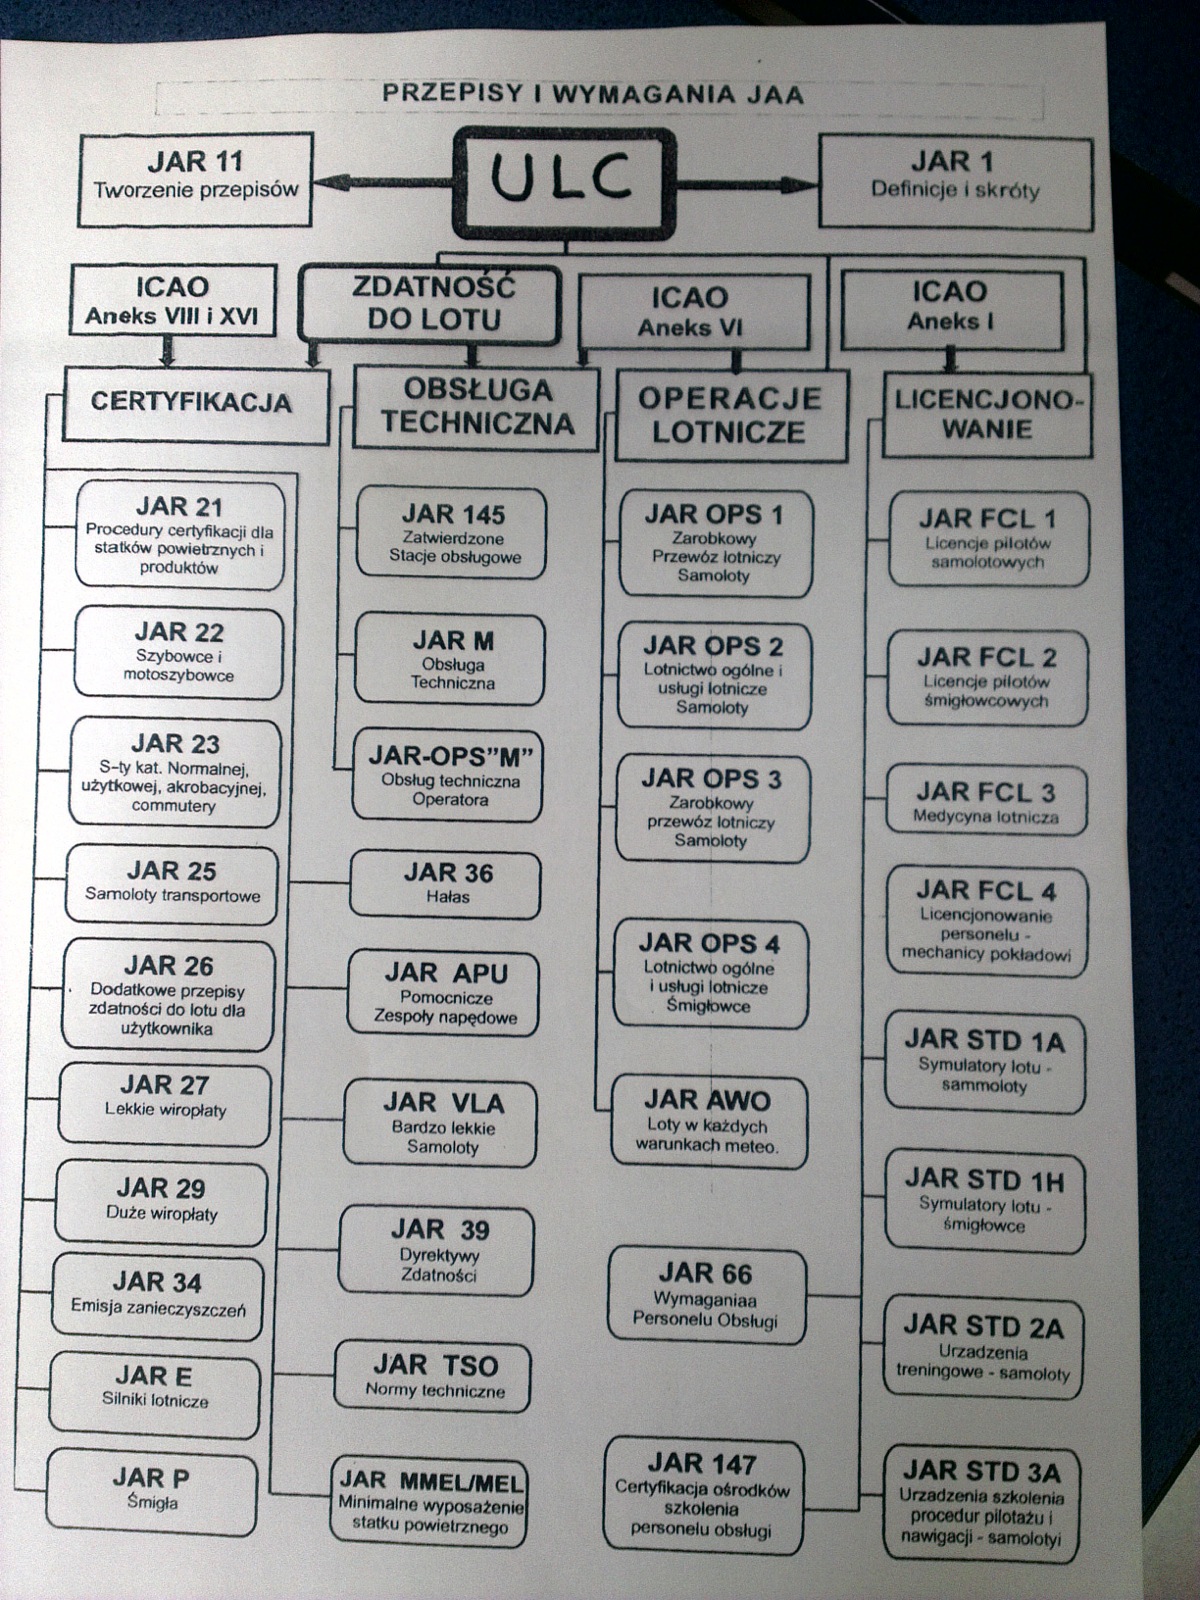 PRZEPISY I WYMAGANIA JAA
JAR 11
Tworzenie przepisów
ULC
JAR 1
Definicje i skróty
ICAO
Aneks VIII i XVI
ZDATNOŚĆ
DO LOTU
ICAO
Aneks VI
ICAO
Aneks I
CERTYFIKACJA
OBSŁUGA
TECHNICZNA
OPERACJE
LOTNICZE
LICENCJONO-
WANIE
JAR 21
Procedury certyfikacji dla
statków powietrznych i
produktów
JAR 22
Szybowce i
motoszybowce
JAR 23
S-ty kat. Normalnej,
użytkowej, akrobacyjnej,
commutery
JAR 25
Samoloty transportowe
JAR 26
Dodatkowe przepisy
zdatności do lotu dla
użytkownika
JAR 27
Lekkie wiropłaty
JAR 29
Duże wiropłaty
JAR 34
Emisja zanieczyszczeń
JAR E
Silniki lotnicze
JAR P
Śmigła
JAR 145
Zatwierdzone
Stacje obsługowe
JAR M
Obsługa
Techniczna
JAR-OPS”M”
Obsług techniczna
Operatora
JAR 36
Hałas
JAR APU
Pomocnicze
Zespoły napędowe
JAR VLA
Bardzo lekkie
Samoloty
JAR 39
Dyrektywy
Zdatności
JAR TSO
Normy techniczne
JAR MMEL/MEL
Minimalne wyposażenie
statku powietrznego
JAR OPS 1
Zarobkowy
Przewóz lotniczy
Samoloty
JAR OPS 2
Lotnictwo ogólne i
usługi lotnicze
Samoloty
JAR OPS 3
Zarobkowy
przewóz lotniczy
Samoloty
JAR OPS 4
Lotnictwo ogólne
i usługi lotnicze
Śmigłowce
JAR AWO
Loty w każdych
warunkach meteo.
JAR 66
Wymaganiaa
Personelu Obsługi
JAR 147
Certyfikacja ośrodków
szkolenia
personelu obsługi
JAR FCL 1
Licencje pilotów
samolotowych
JAR FCL 2
Licencje pilotów
śmigłowcowych
JAR FCL 3
Medycyna lotnicza
JAR FCL 4
Licencjonowanie
personelu -
mechanicy pokładowi
JAR STD 1A
Symulatory lotu -
sammoloty
JAR STD 1H
Symulatory lotu -
śmigłowce
JAR STD 2A
Urzadzenia
treningowe - samoloty
JAR STD 3A
Urzadzenia szkolenia
procedur pilotażu i
nawigacji - samolotyi